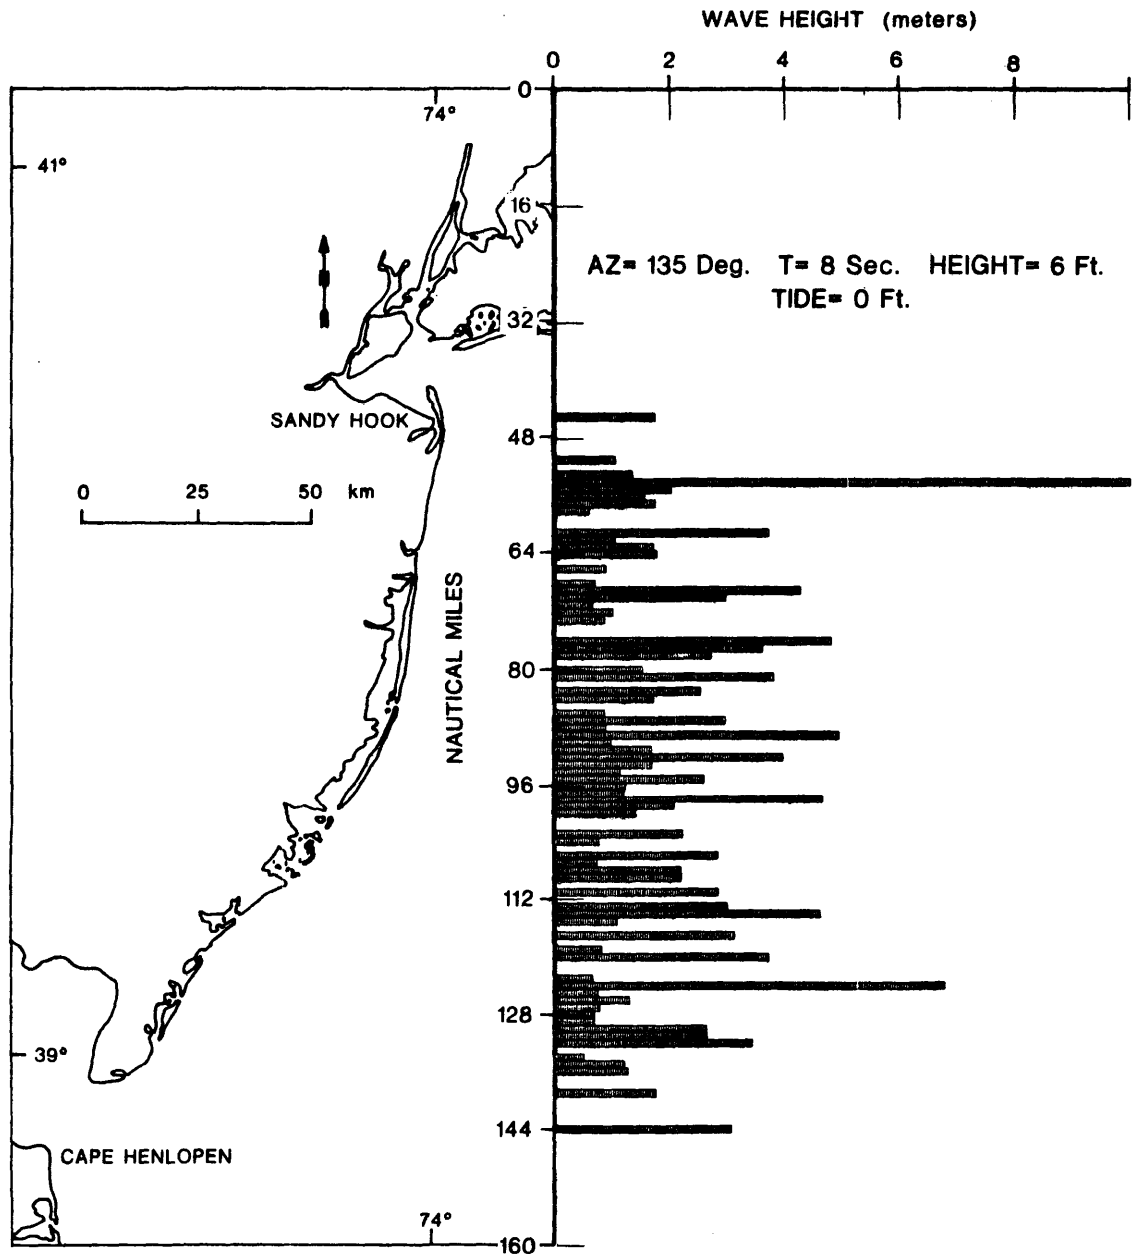 WAVE HEIGHT (meters)
0 2 4 6 8
0
74°
41°
16
AZ= 135 Deg. T= 8 Sec. HEIGHT= 6 Ft.
TIDE= 0 Ft.
N
32
SANDY HOOK
48
0 25 50 km
64
NAUTICAL MILES
80
96
112
128
39°
144
CAPE HENLOPEN
74°
160